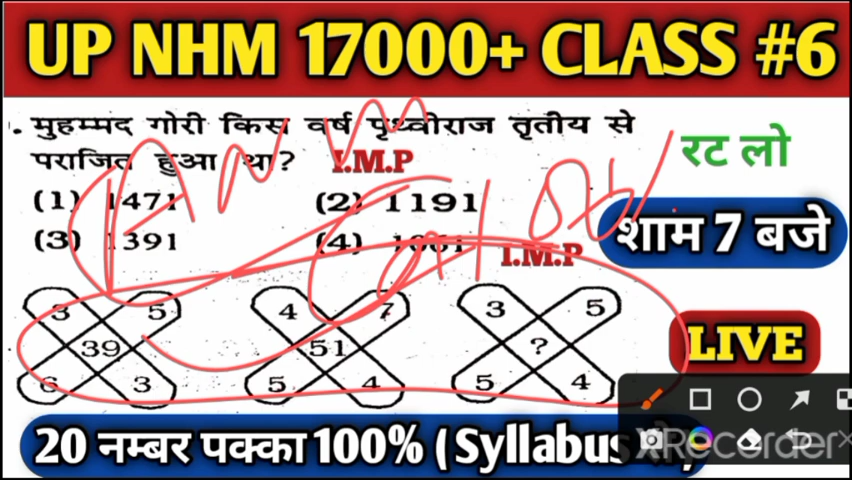 UP NHM 17000+ CLASS #6
. मुहम्मद गोरी किस वर्ष पृथ्वीराज तृतीय से
पराजित हुआ था? I.M.P
रट लो
(1) 1471 (2) 1191
(3) 1391 (4) 1061
I.M.P
शाम 7 बजे
3 5 4 7 3 5
39 51 ?
6 3 5 4 5 4
LIVE
20 नम्बर पक्का 100% (Syllabus
XRecorder